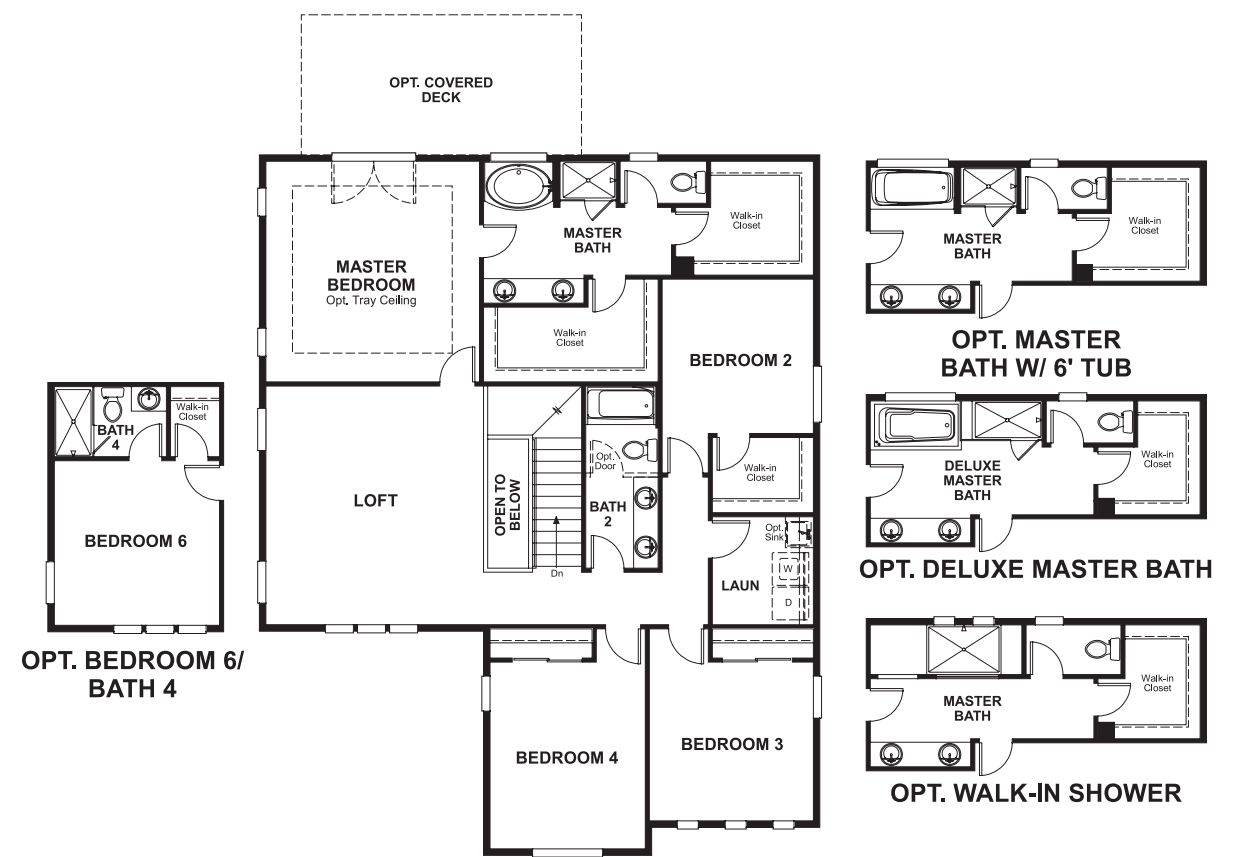 OPT. COVERED
DECK
MASTER
BEDROOM
Opt. Tray Ceiling
MASTER
BATH
Walk-in
Closet
Walk-in
Closet
BEDROOM 2
Walk-in
Closet
LOFT
OPEN TO
BELOW
Dn
Opt.
Door
BATH
2
Opt.
Sink
W
D
LAUN
BEDROOM 4
BEDROOM 3
BATH
4
Walk-in
Closet
BEDROOM 6
OPT. BEDROOM 6/
BATH 4
MASTER
BATH
Walk-in
Closet
OPT. MASTER
BATH W/ 6' TUB
DELUXE
MASTER
BATH
Walk-in
Closet
OPT. DELUXE MASTER BATH
MASTER
BATH
Walk-in
Closet
OPT. WALK-IN SHOWER